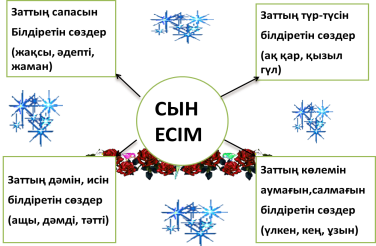 Заттың сапасын
Білдіретін сөздер
(жақсы, әдепті,
жаман)
Заттың түр-түсін
білдіретін сөздер
(ақ қар, қызыл
гүл)
СЫН
ЕСІМ
Заттың дәмін, исін
білдіретін сөздер
(ащы, дәмді, тәтті)
Заттың көлемін
аумағын,салмағын
білдіретін сөздер
(үлкен, кең, ұзын)